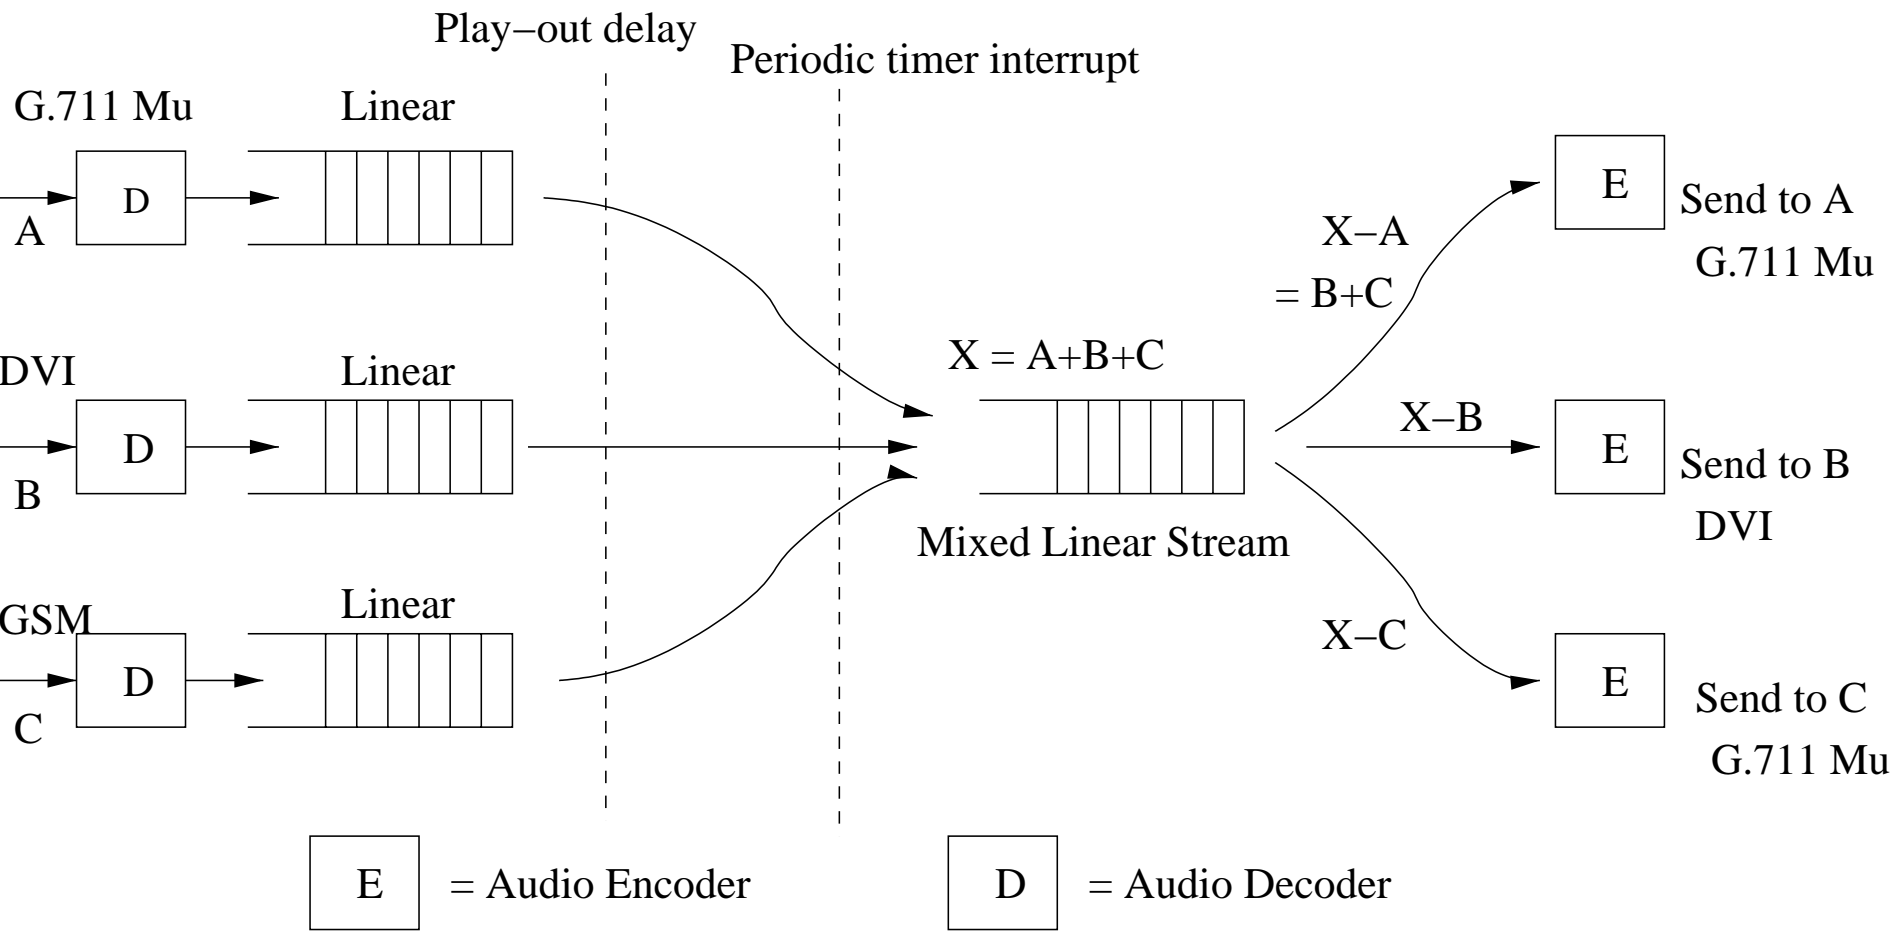 Play−out delay
Periodic timer interrupt
G.711 Mu
Linear
D
A
E
Send to A
G.711 Mu
X−A
= B+C
DVI
Linear
D
B
X = A+B+C
Mixed Linear Stream
X−B
E
Send to B
DVI
GSM
Linear
D
C
X−C
E
Send to C
G.711 Mu
E
= Audio Encoder
D
= Audio Decoder